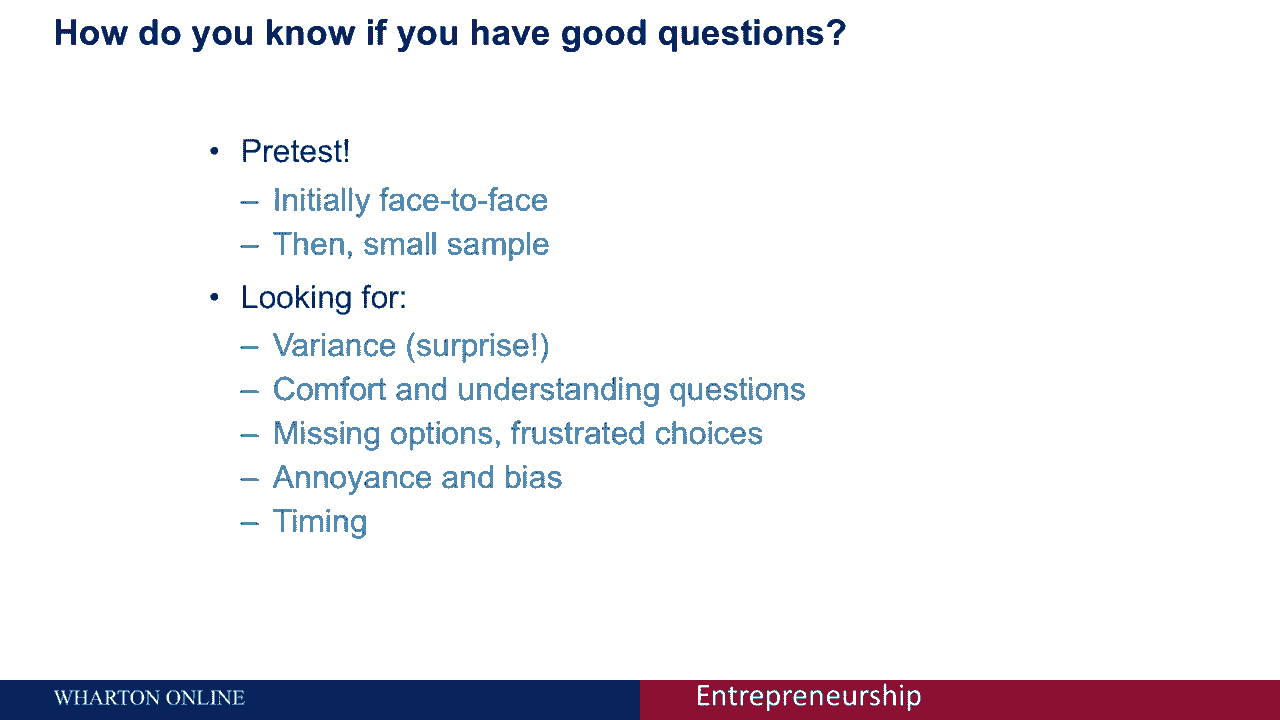 How do you know if you have good questions?
• Pretest!
– Initially face-to-face
– Then, small sample
• Looking for:
– Variance (surprise!)
– Comfort and understanding questions
– Missing options, frustrated choices
– Annoyance and bias
– Timing
WHARTON ONLINE
Entrepreneurship